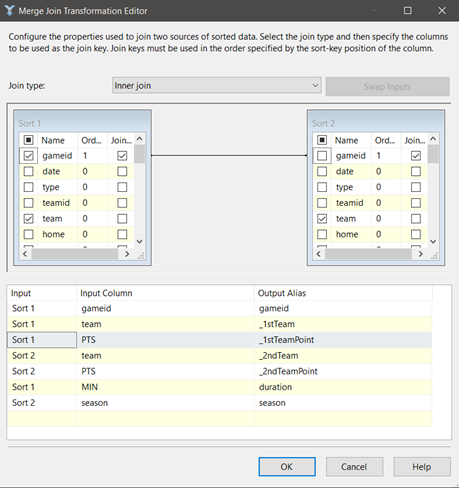 Merge Join Transformation Editor
Configure the properties used to join two sources of sorted data. Select the join type and then specify the columns
to be used as the join key. Join keys must be used in the order specified by the sort-key position of the column.
Join type: Inner join Swap Inputs
Sort 1 Sort 2
Name Ord... Join... Name Ord... Join...
gameid 1 gameid 1
date 0 date 0
type 0 type 0
teamid 0 teamid 0
team 0 team 0
home 0 home 0
Input Input Column Output Alias
Sort 1 gameid gameid
Sort 1 team _1stTeam
Sort 1 PTS _1stTeamPoint
Sort 2 team _2ndTeam
Sort 2 PTS _2ndTeamPoint
Sort 1 MIN duration
Sort 2 season season
OK Cancel Help